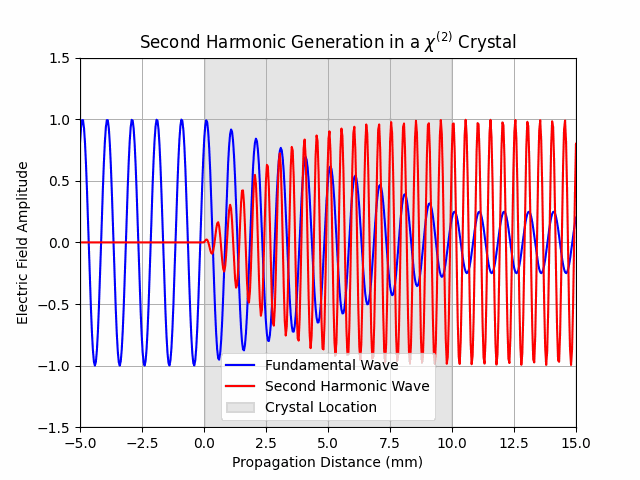 Second Harmonic Generation in a χ(2) Crystal
Electric Field Amplitude
1.5
1.0
0.5
0.0
−0.5
−1.0
−1.5
Fundamental Wave
Second Harmonic Wave
Crystal Location
−5.0 −2.5 0.0 2.5 5.0 7.5 10.0 12.5 15.0
Propagation Distance (mm)